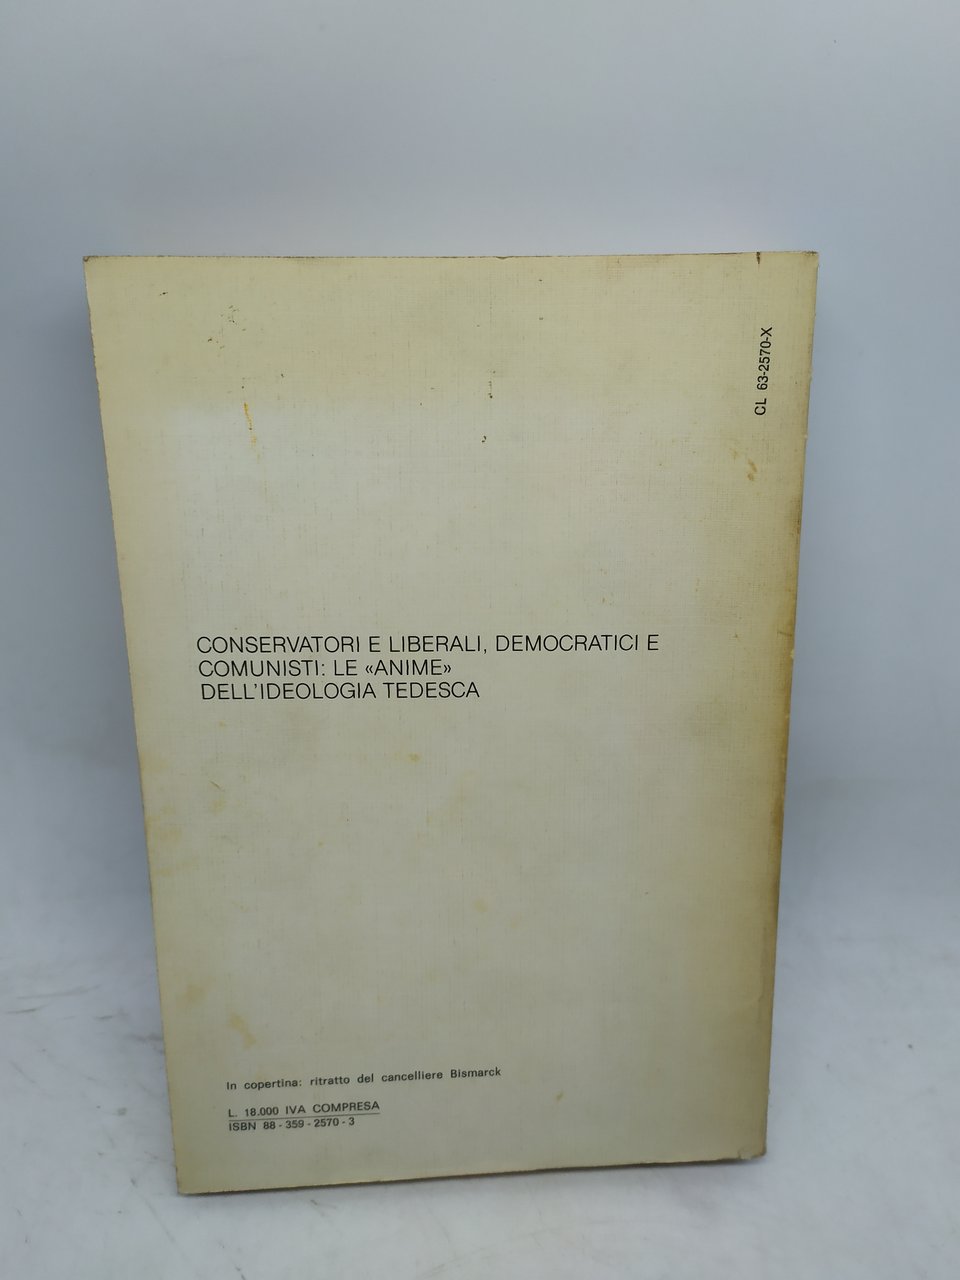 CL 63-2570-X
CONSERVATORI E LIBERALI, DEMOCRATICI E
COMUNISTI: LE «ANIME»
DELL'IDEOLOGIA TEDESCA
In copertina: ritratto del cancelliere Bismarck
L. 18.000 IVA COMPRESA
ISBN 88-359-2570-3